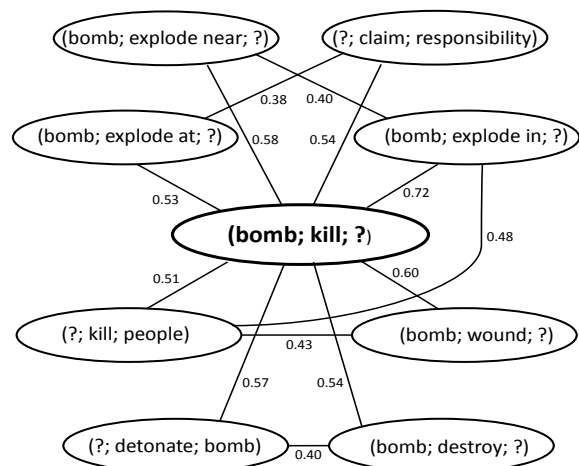 (bomb; explode near; ?)
(?; claim; responsibility)
0.38
0.40
(bomb; explode at; ?)
0.58
0.54
(bomb; explode in; ?)
0.53
0.72
(bomb; kill; ?)
0.48
0.51
0.60
(?; kill; people)
0.43
(bomb; wound; ?)
0.57
0.54
(?; detonate; bomb)
0.40
(bomb; destroy; ?)